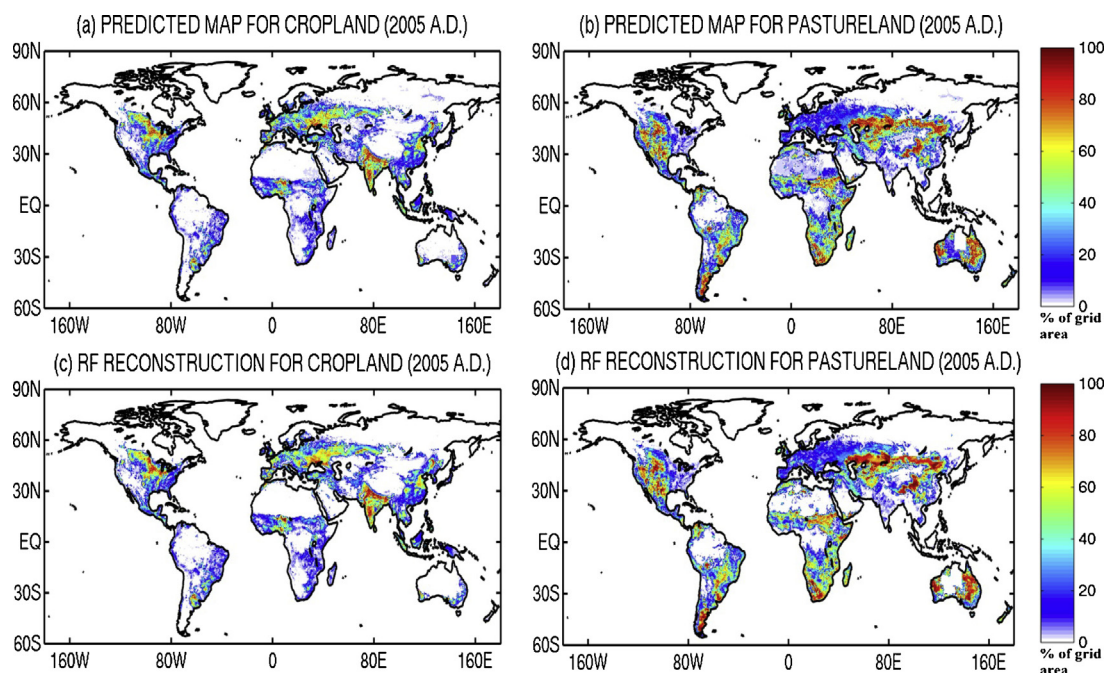 (a) PREDICTED MAP FOR CROPLAND (2005 A.D.)
(b) PREDICTED MAP FOR PASTURELAND (2005 A.D.)
90N
60N
30N
EQ
30S
60S
160W
80W
0
80E
160E
90N
60N
30N
EQ
30S
60S
160W
80W
0
80E
160E
100
80
60
40
20
0
% of grid
area
(c) RF RECONSTRUCTION FOR CROPLAND (2005 A.D.)
(d) RF RECONSTRUCTION FOR PASTURELAND (2005 A.D.)
90N
60N
30N
EQ
30S
60S
160W
80W
0
80E
160E
90N
60N
30N
EQ
30S
60S
160W
80W
0
80E
160E
100
80
60
40
20
0
% of grid
area